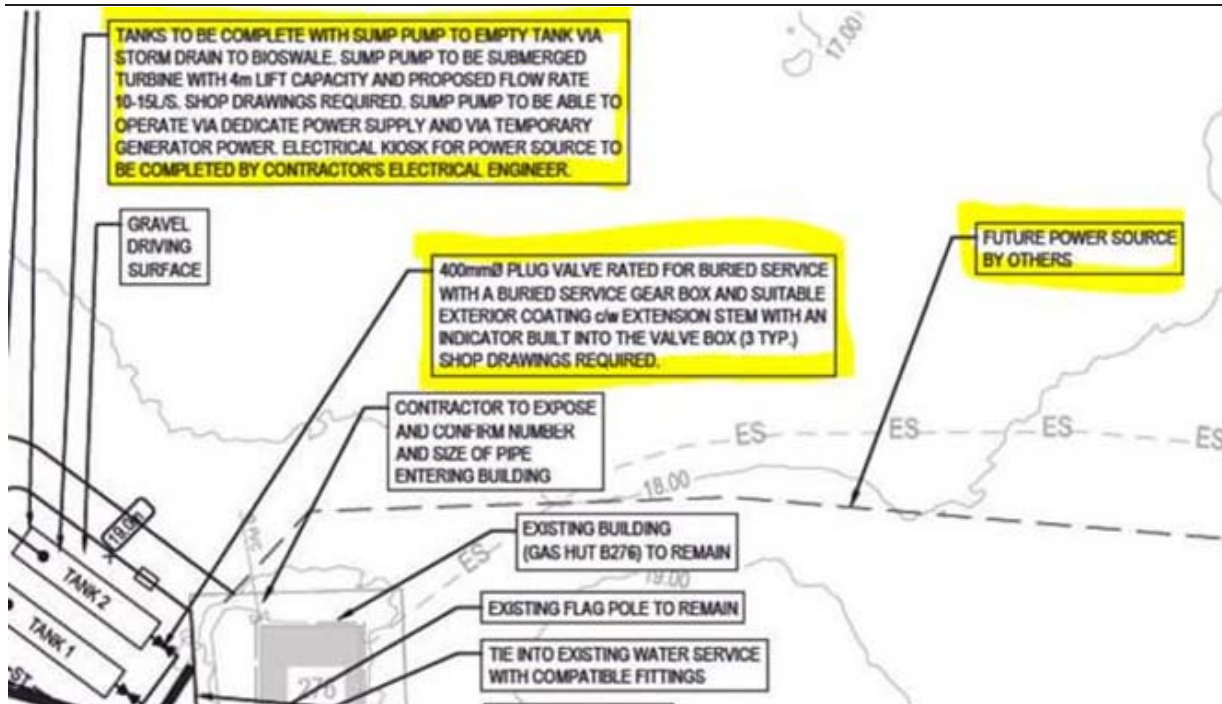 TANKS TO BE COMPLETE WITH SUMP PUMP TO EMPTY TANK VIA
STORM DRAIN TO BIOSWALE. SUMP PUMP TO BE SUBMERGED
TURBINE WITH 4m LIFT CAPACITY AND PROPOSED FLOW RATE
10-15L/S. SHOP DRAWINGS REQUIRED. SUMP PUMP TO BE ABLE TO
OPERATE VIA DEDICATE POWER SUPPLY AND VIA TEMPORARY
GENERATOR POWER. ELECTRICAL KIOSK FOR POWER SOURCE TO
BE COMPLETED BY CONTRACTOR'S ELECTRICAL ENGINEER.
17.00
GRAVEL
DRIVING
SURFACE
400mmØ PLUG VALVE RATED FOR BURIED SERVICE
WITH A BURIED SERVICE GEAR BOX AND SUITABLE
EXTERIOR COATING c/w EXTENSION STEM WITH AN
INDICATOR BUILT INTO THE VALVE BOX (3 TYP.)
SHOP DRAWINGS REQUIRED.
FUTURE POWER SOURCE
BY OTHERS
CONTRACTOR TO EXPOSE
AND CONFIRM NUMBER
AND SIZE OF PIPE
ENTERING BUILDING
ES ES ES ES
18.00
EXISTING BUILDING
(GAS HUT B276) TO REMAIN
ES
19.00
PVC
TANK 2
TANK 1
EXISTING FLAG POLE TO REMAIN
TIE INTO EXISTING WATER SERVICE
WITH COMPATIBLE FITTINGS
276